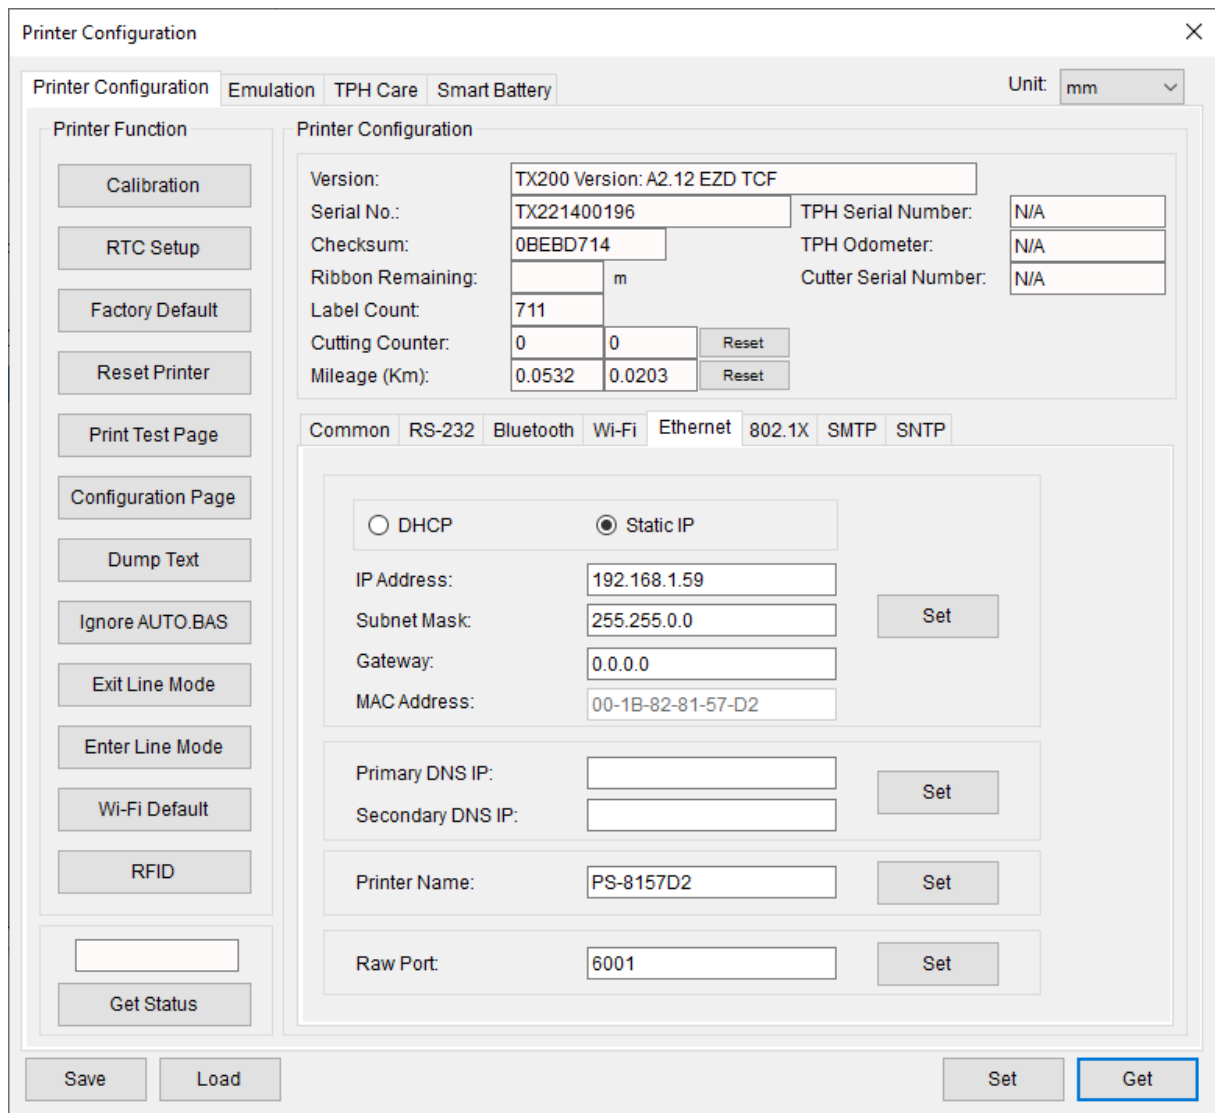 Printer Configuration
Printer Configuration Emulation TPH Care Smart Battery Unit: mm
Printer Function
Calibration
RTC Setup
Factory Default
Reset Printer
Print Test Page
Configuration Page
Dump Text
Ignore AUTO.BAS
Exit Line Mode
Enter Line Mode
Wi-Fi Default
RFID
Get Status
Printer Configuration
Version: TX200 Version: A2.12 EZD TCF
Serial No.: TX221400196 TPH Serial Number: N/A
Checksum: 0BEBD714 TPH Odometer: N/A
Ribbon Remaining: m Cutter Serial Number: N/A
Label Count: 711
Cutting Counter: 0 0 Reset
Mileage (Km): 0.0532 0.0203 Reset
Common RS-232 Bluetooth Wi-Fi Ethernet 802.1X SMTP SNTP
DHCP Static IP
IP Address: 192.168.1.59
Subnet Mask: 255.255.0.0 Set
Gateway: 0.0.0.0
MAC Address: 00-1B-82-81-57-D2
Primary DNS IP: Set
Secondary DNS IP:
Printer Name: PS-8157D2 Set
Raw Port: 6001 Set
Save Load Set Get